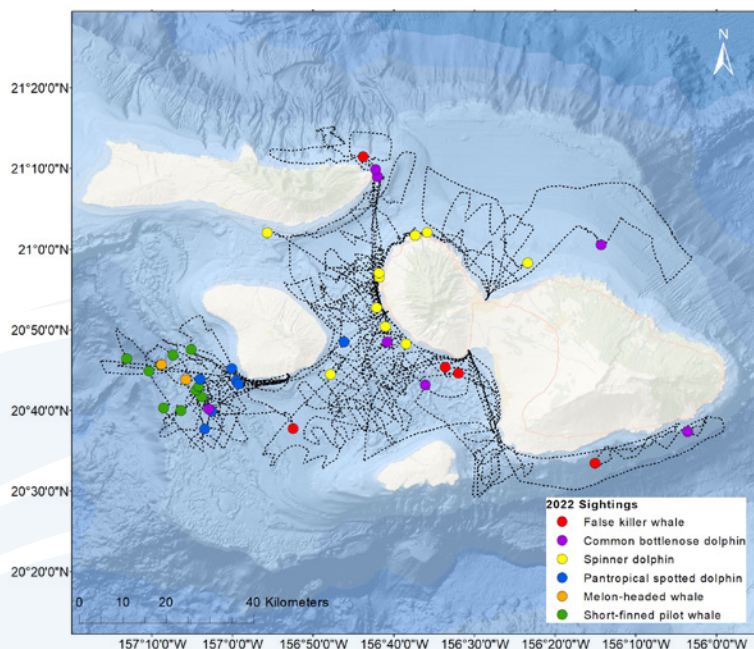 N
21°20'0"N
21°10'0"N
21°0'0"N
20°50'0"N
20°40'0"N
20°30'0"N
20°20'0"N
2022 Sightings
False killer whale
Common bottlenose dolphin
Spinner dolphin
Pantropical spotted dolphin
Melon-headed whale
Short-finned pilot whale
0 10 20 40 Kilometers
157°10'0"W 157°0'0"W 156°50'0"W 156°40'0"W 156°30'0"W 156°20'0"W 156°10'0"W 156°0'0"W